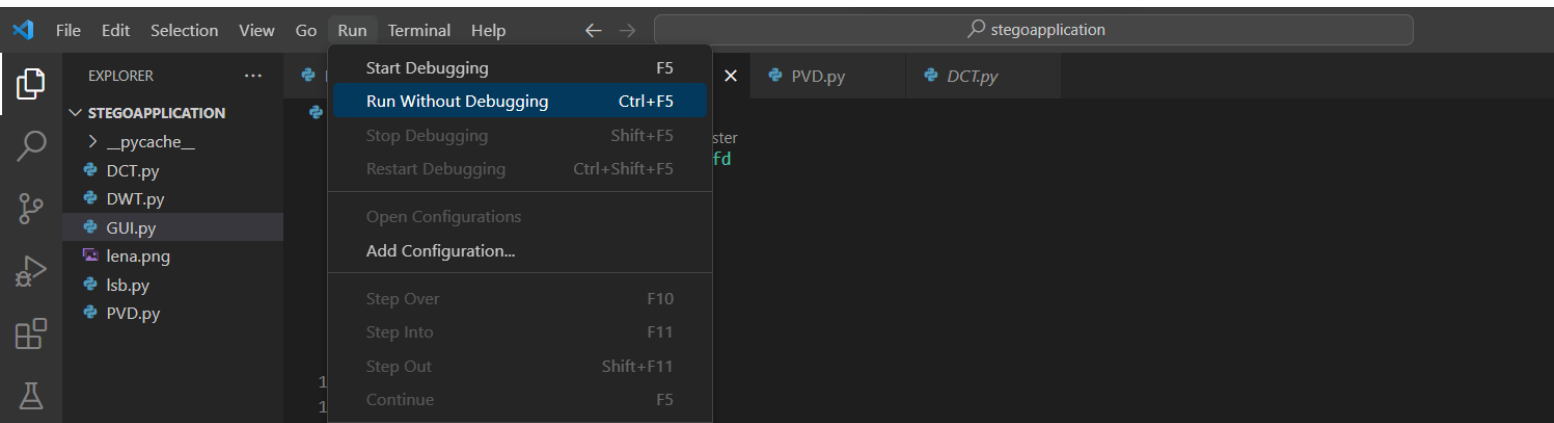 File Edit Selection View Go Run Terminal Help stegoapplication
EXPLORER
PVD.py
DCT.py
STEGOAPPLICATION
__pycache__
DCT.py
DWT.py
GUI.py
lena.png
lsb.py
PVD.py
Start Debugging F5
Run Without Debugging Ctrl+F5
Stop Debugging Shift+F5
Restart Debugging Ctrl+Shift+F5
Open Configurations
Add Configuration...
Step Over F10
Step Into F11
Step Out Shift+F11
Continue F5
ster
fd
1
1